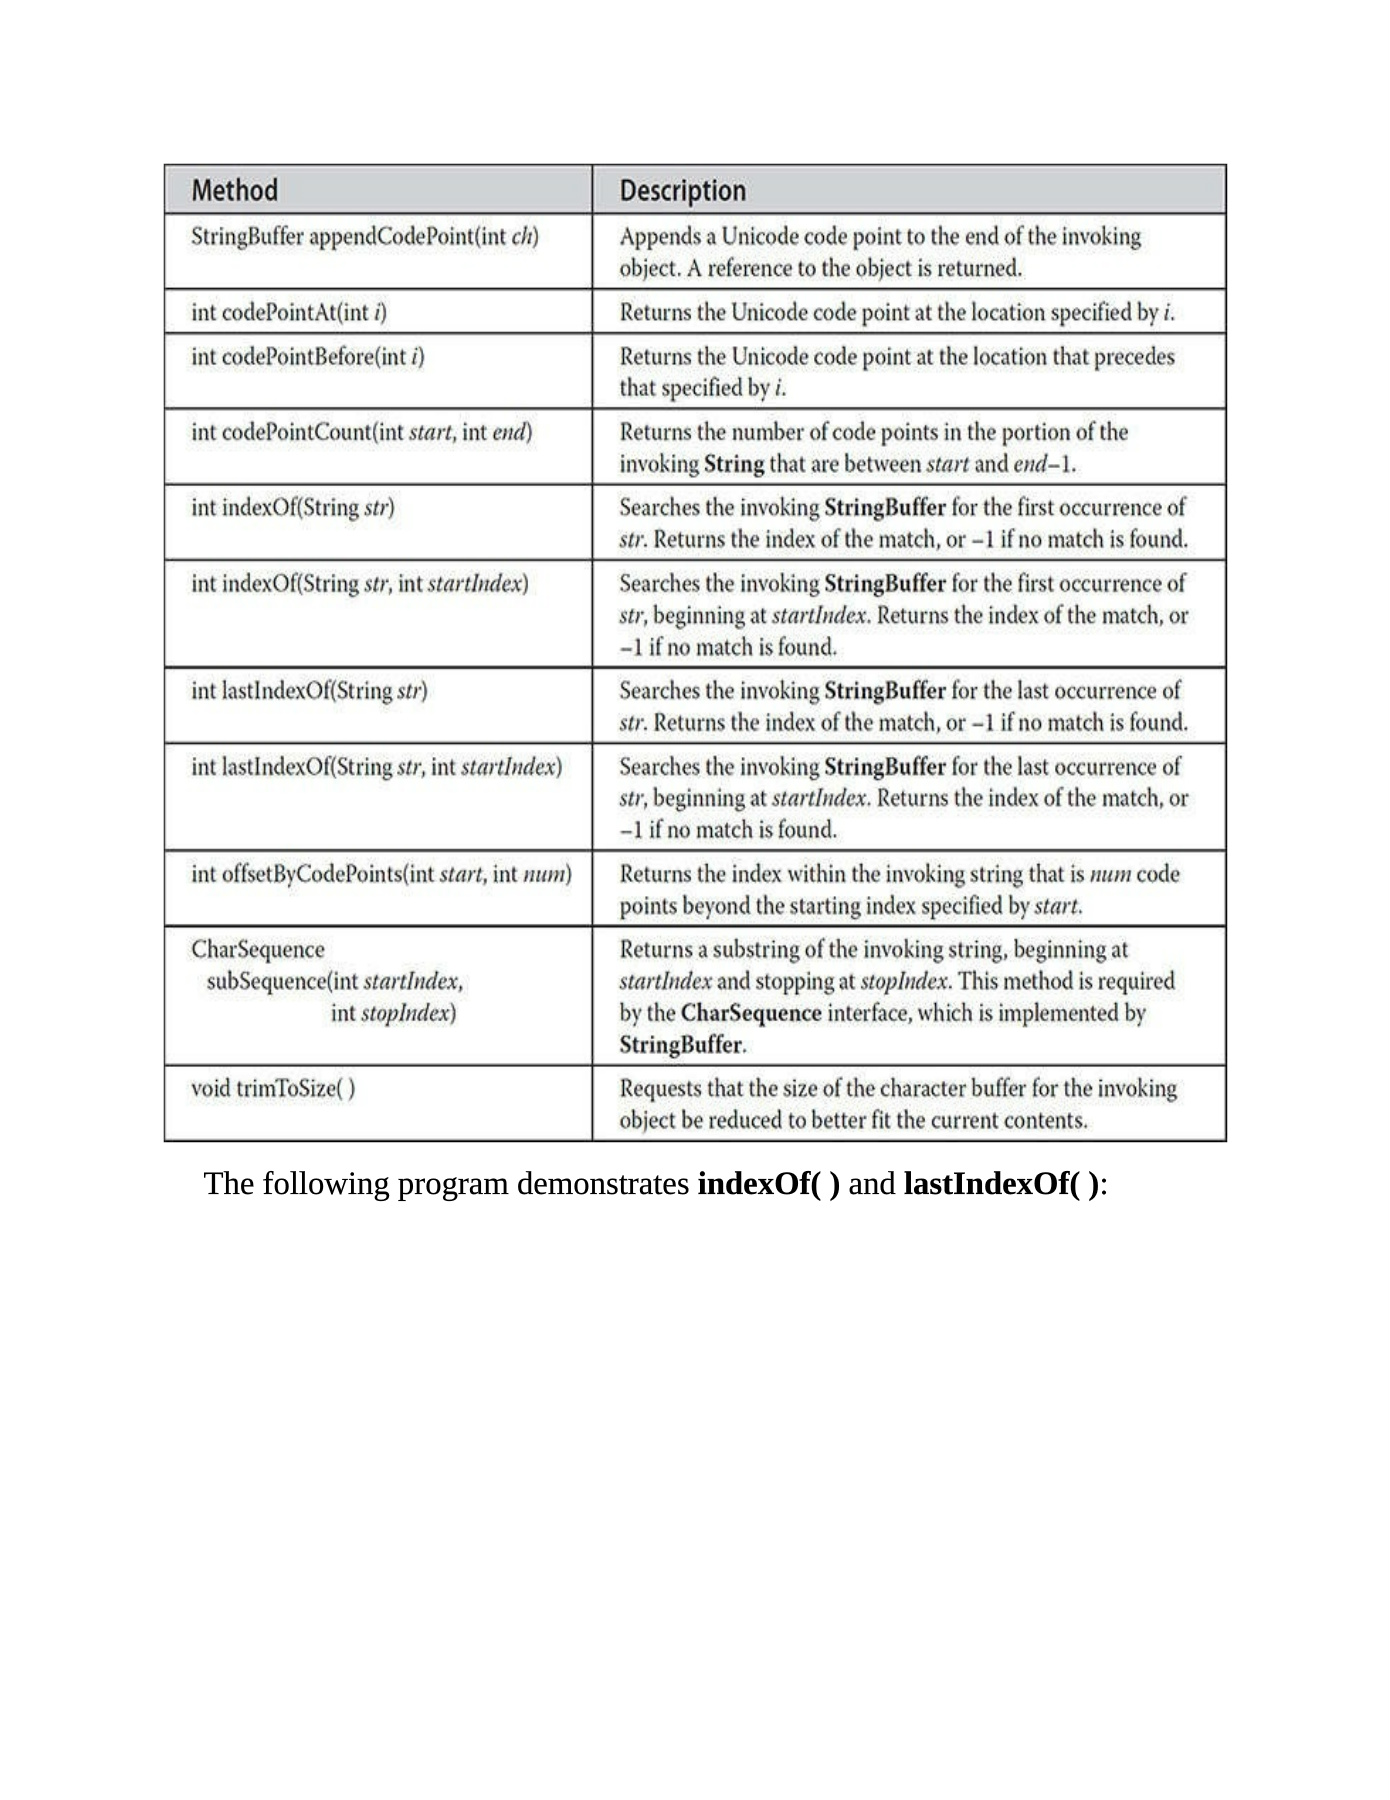 Method Description
StringBuffer appendCodePoint(int ch) Appends a Unicode code point to the end of the invoking
object. A reference to the object is returned.
int codePointAt(int i) Returns the Unicode code point at the location specified by i.
int codePointBefore(int i) Returns the Unicode code point at the location that precedes
that specified by i.
int codePointCount(int start, int end) Returns the number of code points in the portion of the
invoking String that are between start and end–1.
int indexOf(String str) Searches the invoking StringBuffer for the first occurrence of
str. Returns the index of the match, or –1 if no match is found.
int indexOf(String str, int startIndex) Searches the invoking StringBuffer for the first occurrence of
str, beginning at startIndex. Returns the index of the match, or
–1 if no match is found.
int lastIndexOf(String str) Searches the invoking StringBuffer for the last occurrence of
str. Returns the index of the match, or –1 if no match is found.
int lastIndexOf(String str, int startIndex) Searches the invoking StringBuffer for the last occurrence of
str, beginning at startIndex. Returns the index of the match, or
–1 if no match is found.
int offsetByCodePoints(int start, int num) Returns the index within the invoking string that is num code
points beyond the starting index specified by start.
CharSequence Returns a substring of the invoking string, beginning at
subSequence(int startIndex, startIndex and stopping at stopIndex. This method is required
int stopIndex) by the CharSequence interface, which is implemented by
StringBuffer.
void trimToSize( ) Requests that the size of the character buffer for the invoking
object be reduced to better fit the current contents.
The following program demonstrates indexOf( ) and lastIndexOf( ):